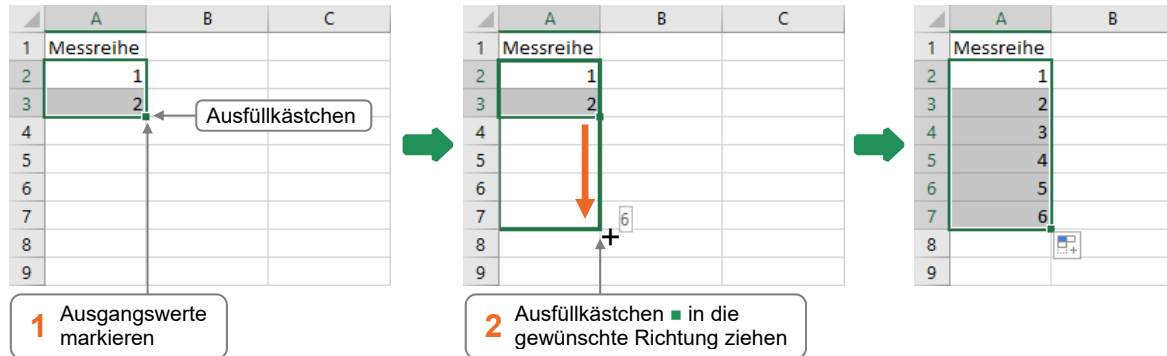 A B C
1 Messreihe
2 1
3 2
4
5
6
7
8
9
Ausfüllkästchen
1 Ausgangswerte
markieren
A B C
1 Messreihe
2 1
3 2
4
5
6
7
8
9
6
2 Ausfüllkästchen ■ in die
gewünschte Richtung ziehen
A B
1 Messreihe
2 1
3 2
4 3
5 4
6 5
7 6
8
9